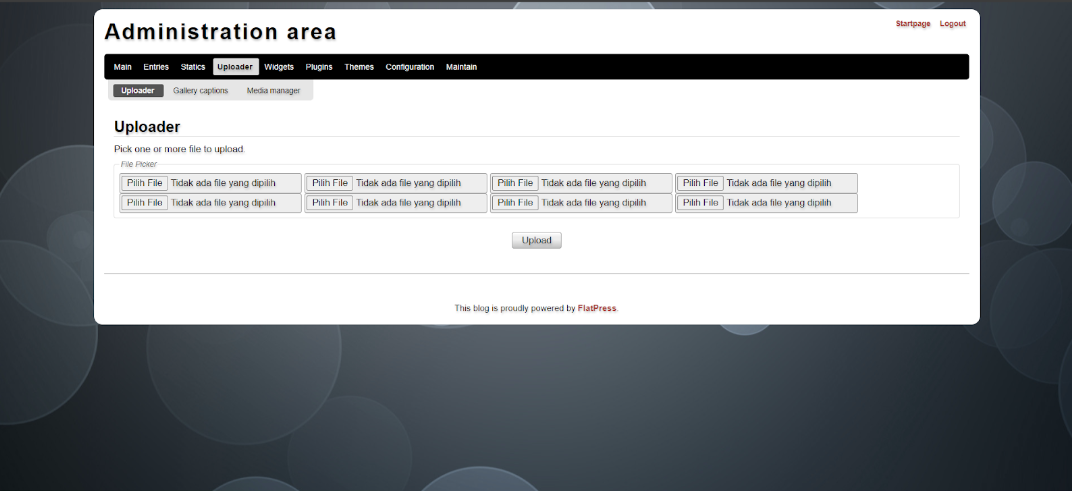 Administration area
Startpage Logout
Main Entries Statics Uploader Widgets Plugins Themes Configuration Maintain
Uploader Gallery captions Media manager
Uploader
Pick one or more file to upload.
File Picker
Pilih File Tidak ada file yang dipilih Pilih File Tidak ada file yang dipilih Pilih File Tidak ada file yang dipilih Pilih File Tidak ada file yang dipilih
Pilih File Tidak ada file yang dipilih Pilih File Tidak ada file yang dipilih Pilih File Tidak ada file yang dipilih Pilih File Tidak ada file yang dipilih
Upload
This blog is proudly powered by FlatPress.